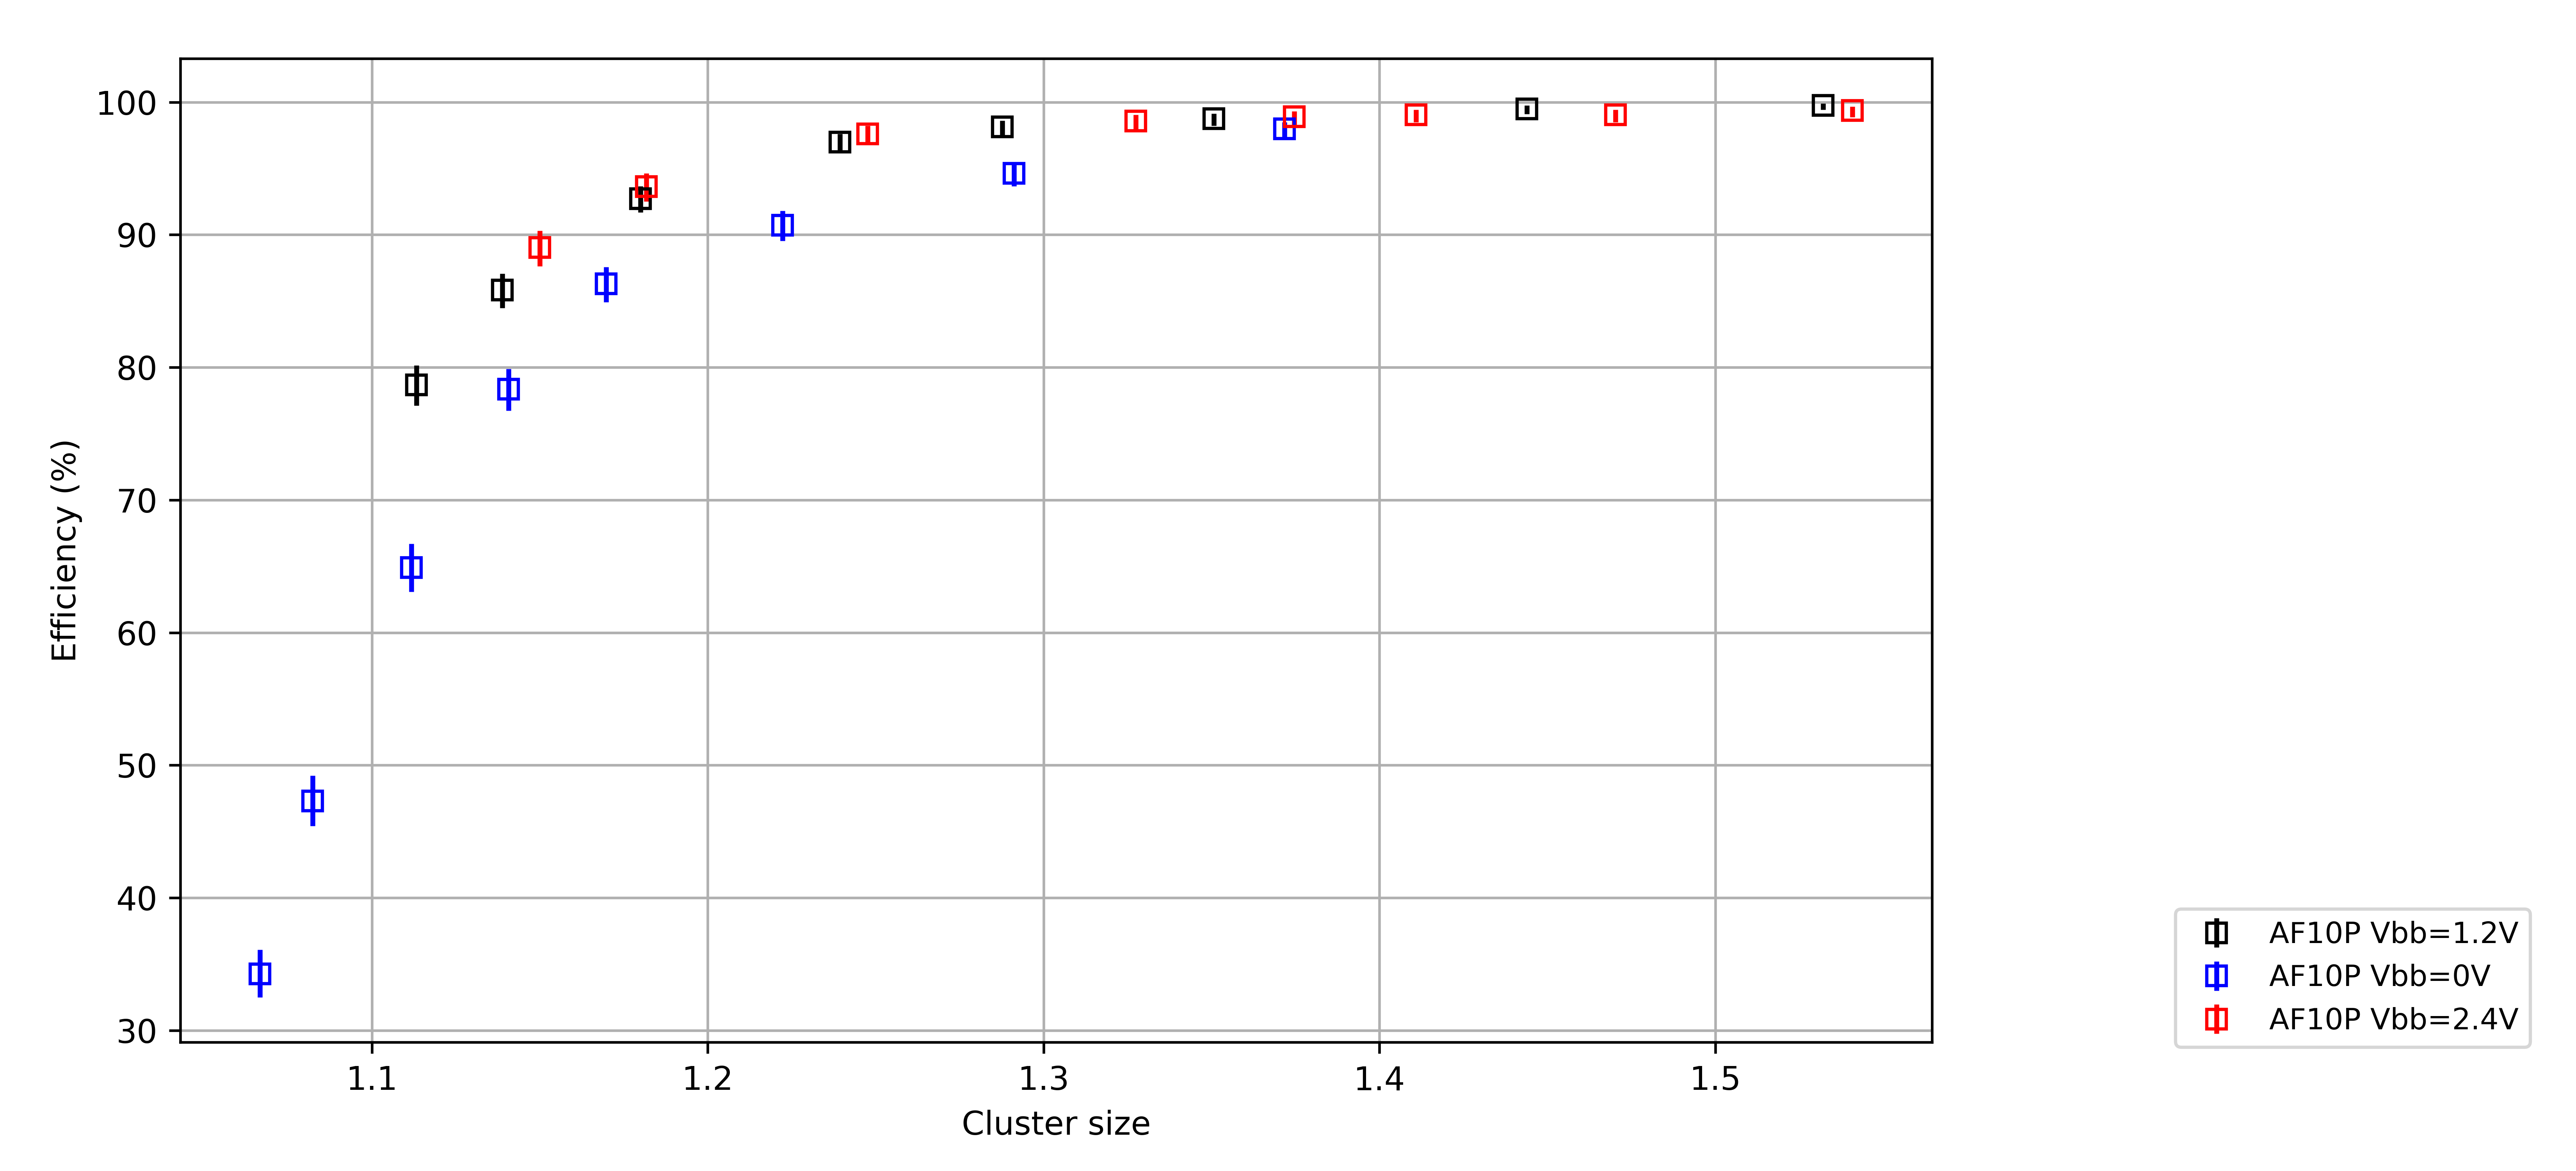 100
90
80
70
60
50
40
30
Efficiency (%)
1.1 1.2 1.3 1.4 1.5
Cluster size
AF10P Vbb=1.2V
AF10P Vbb=0V
AF10P Vbb=2.4V